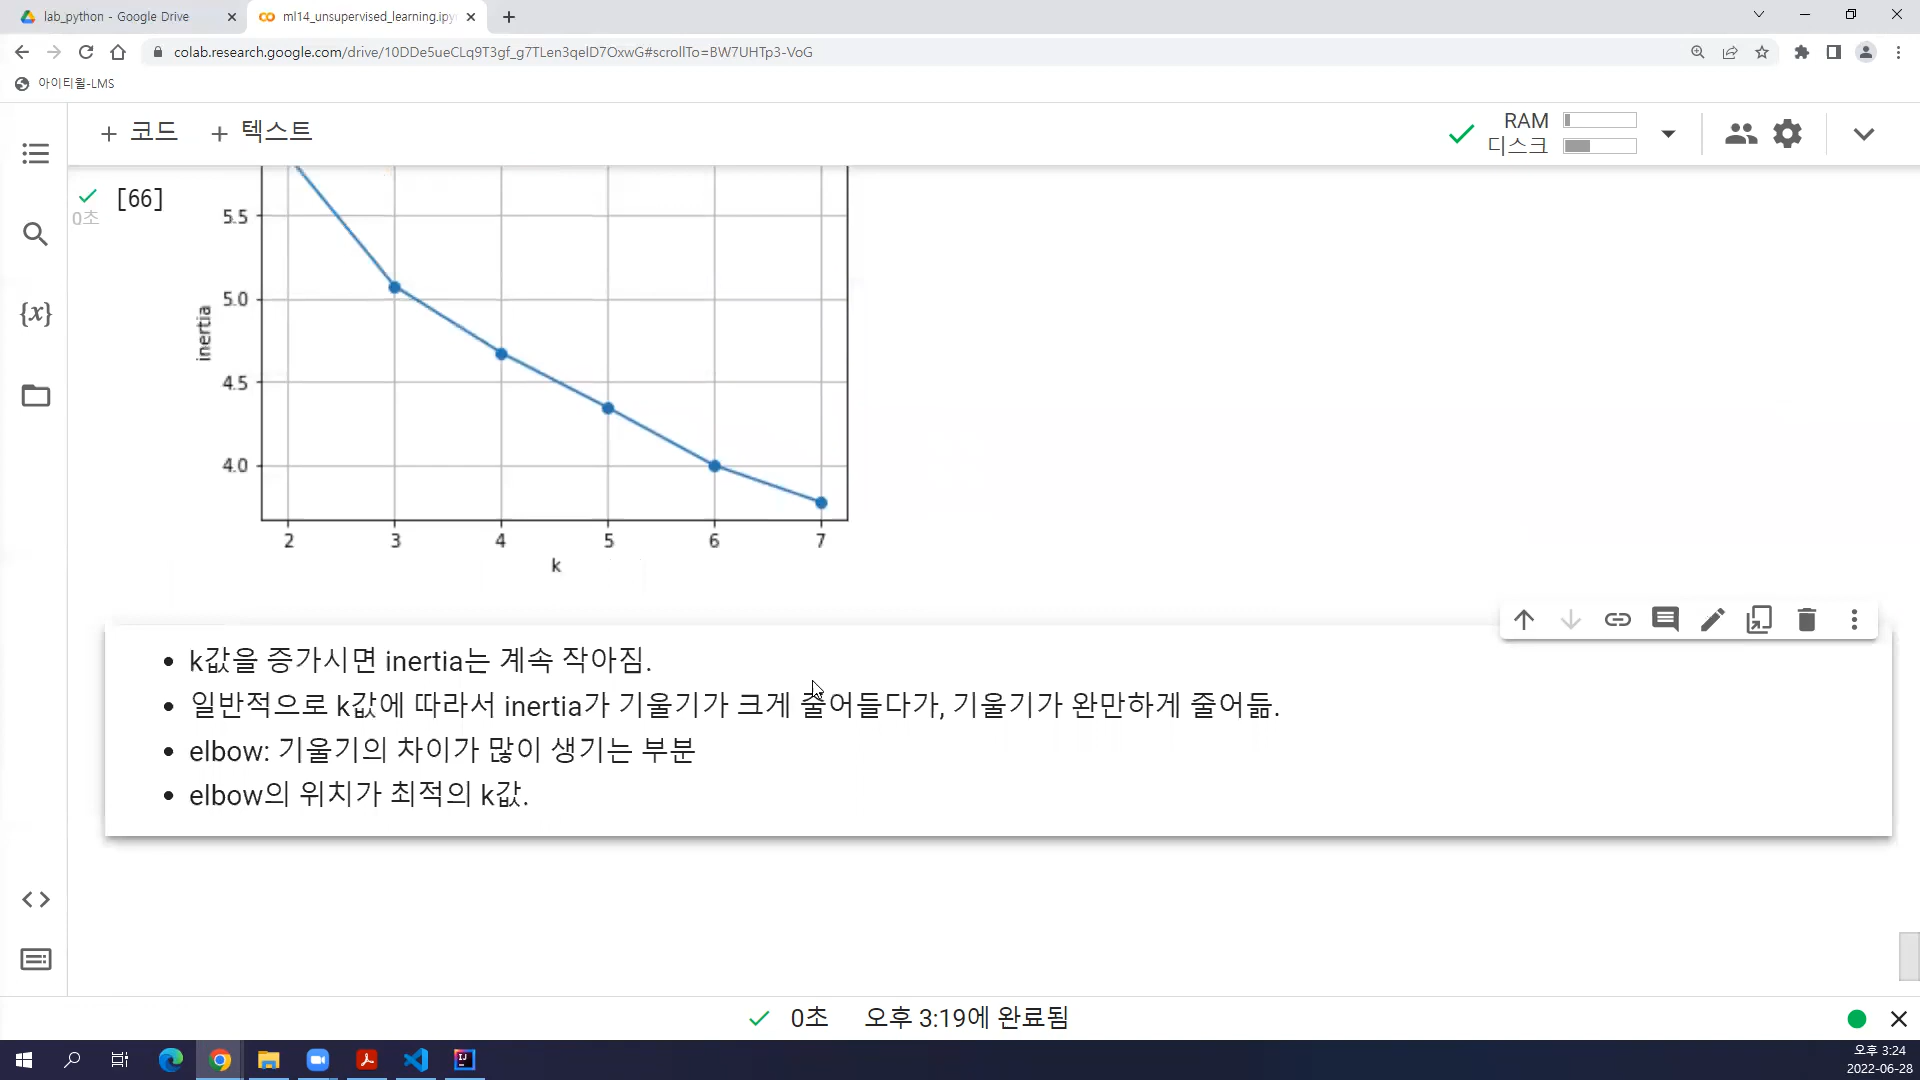 lab_python - Google Drive
ml14_unsupervised_learning.ipy
colab.research.google.com/drive/10DDe5ueCLq9T3gf_g7TLen3qelD7OxwG#scrollTo=BW7UHTp3-VoG
아이티윌-LMS
+ 코드 + 텍스트
RAM
디스크
[66]
0초
{x}
5.5
5.0
4.5
4.0
inertia
2 3 4 5 6 7
k
• k값을 증가시면 inertia는 계속 작아짐.
• 일반적으로 k값에 따라서 inertia가 기울기가 크게 줄어들다가, 기울기가 완만하게 줄어듦.
• elbow: 기울기의 차이가 많이 생기는 부분
• elbow의 위치가 최적의 k값.
0초 오후 3:19에 완료됨
오후 3:24
2022-06-28